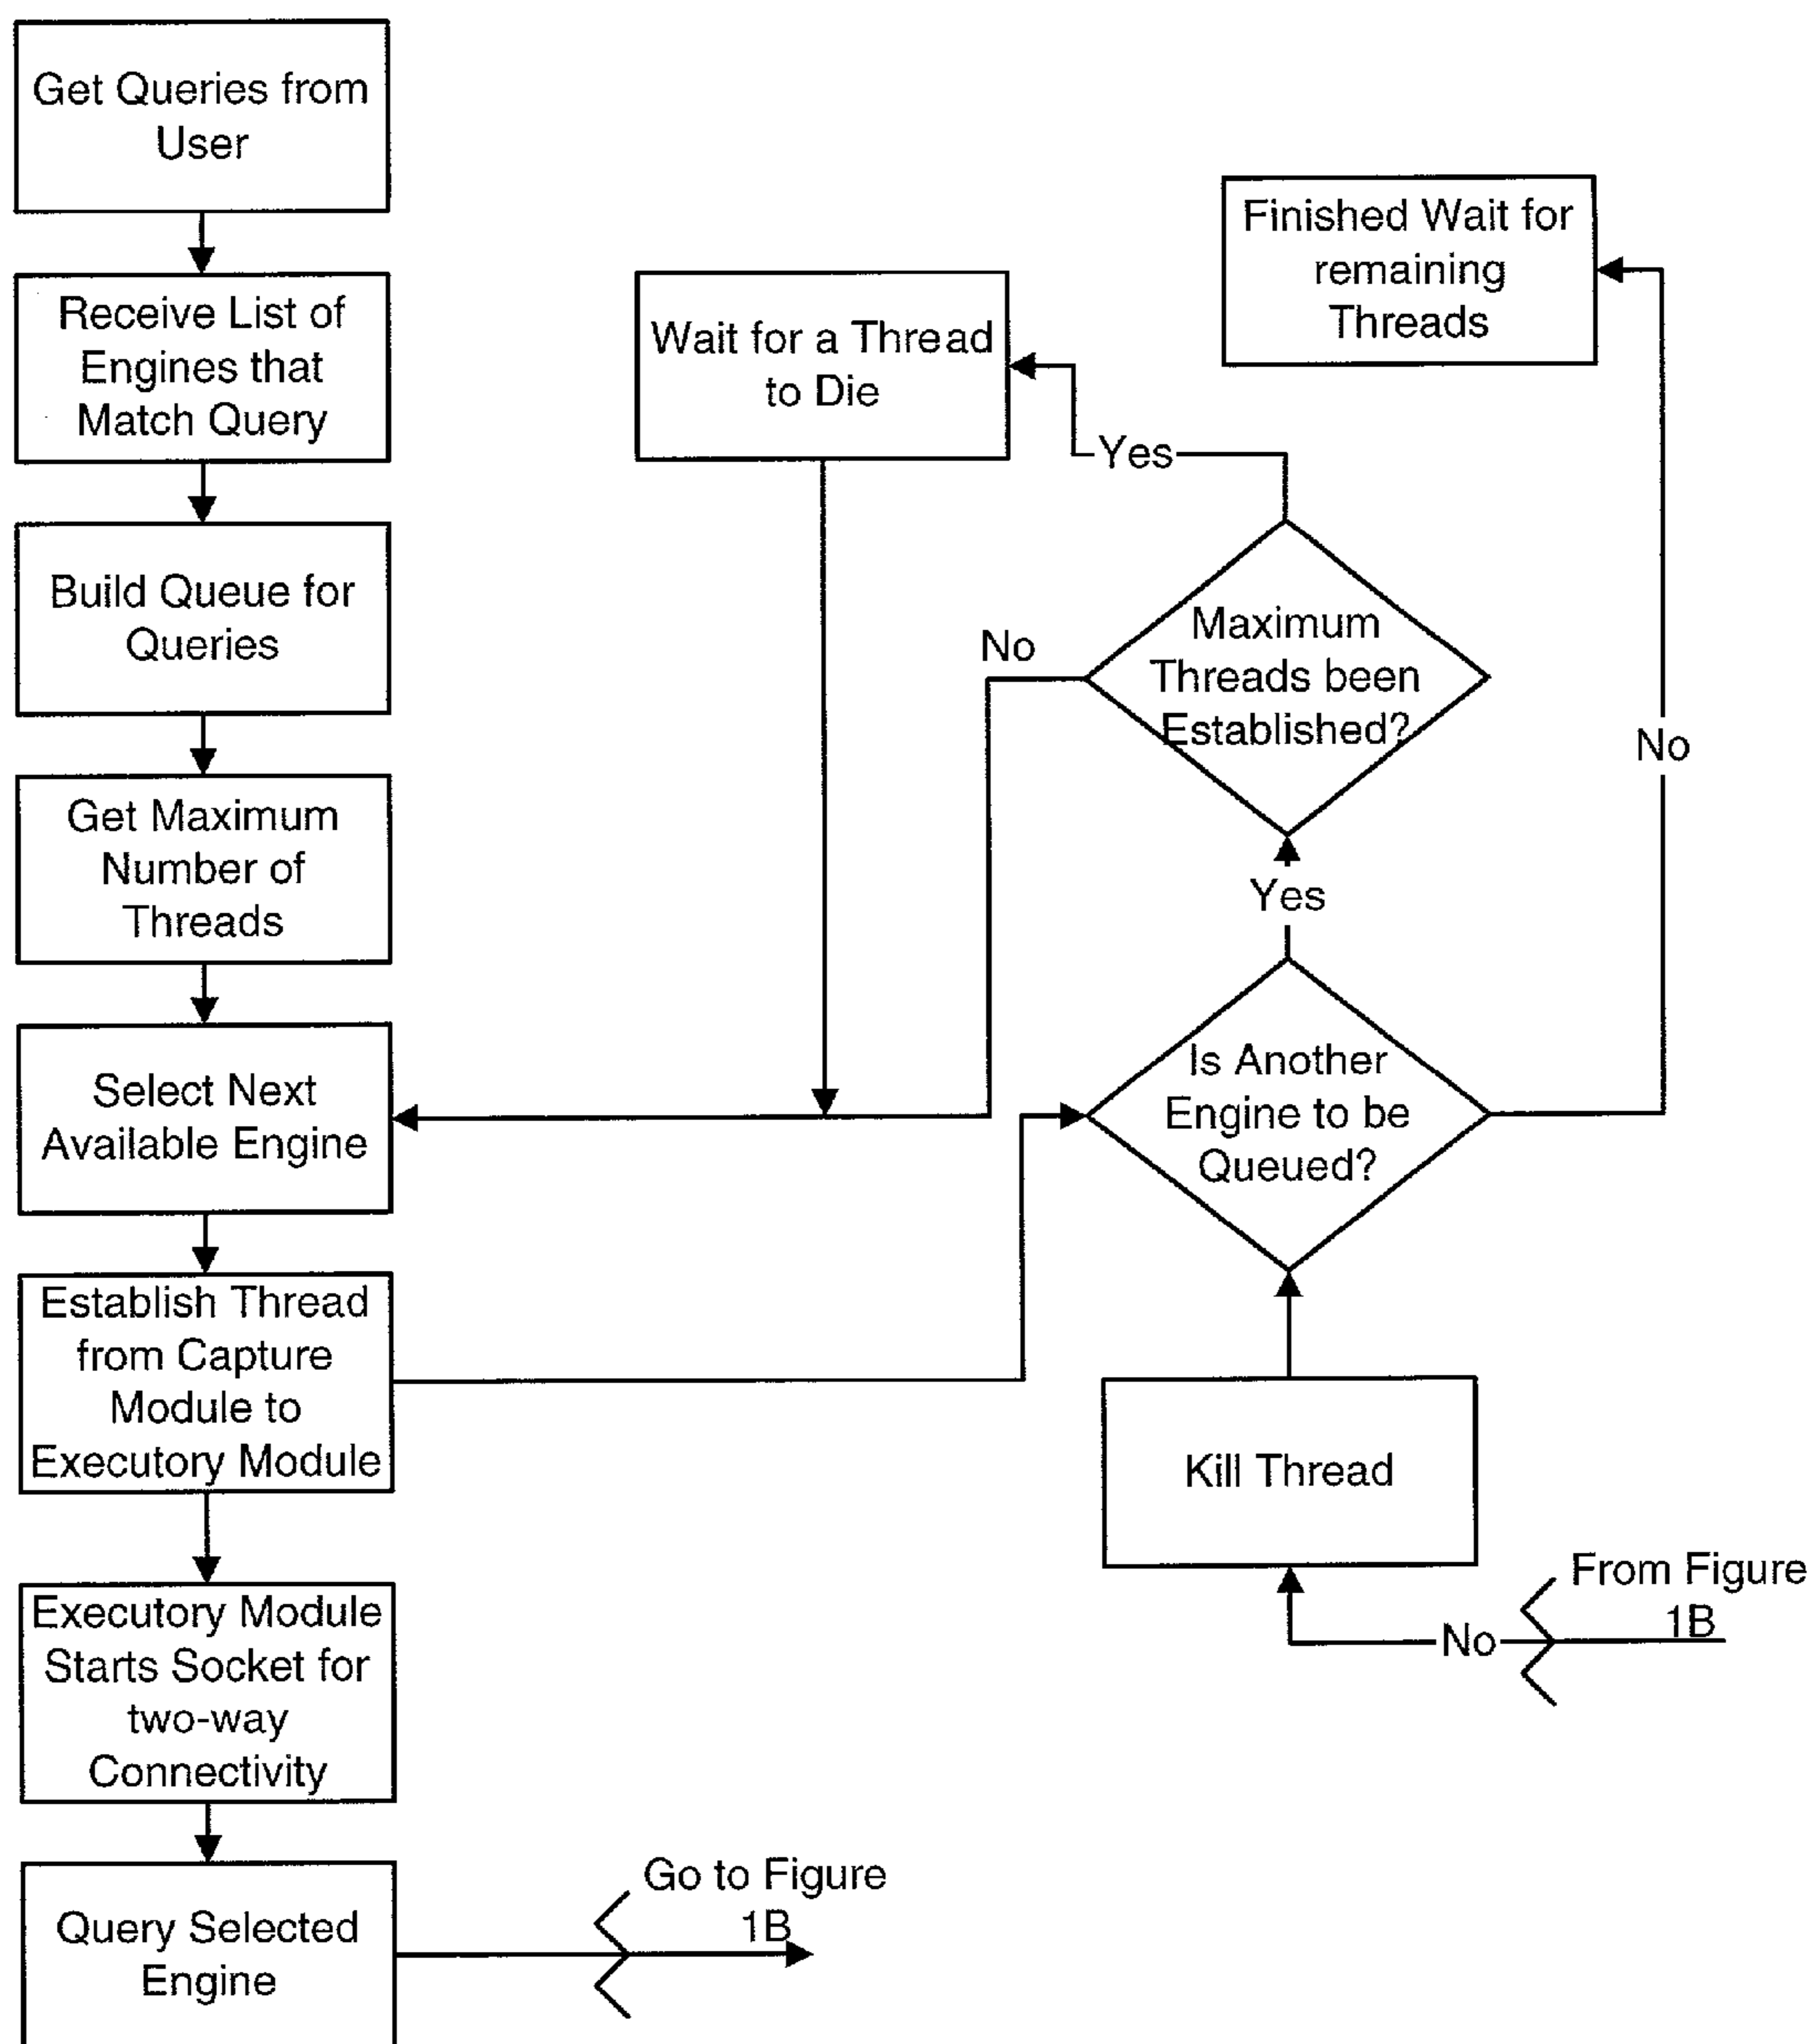 Get Queries from
User
Receive List of
Engines that
Match Query
Build Queue for
Queries
Get Maximum
Number of
Threads
Select Next
Available Engine
Establish Thread
from Capture
Module to
Executory Module
Executory Module
Starts Socket for
two-way
Connectivity
Query Selected
Engine
Go to Figure
1B
Wait for a Thread
to Die
Finished Wait for
remaining
Threads
Yes
Maximum
Threads been
Established?
No
No
Yes
Is Another
Engine to be
Queued?
Kill Thread
From Figure
1B
No